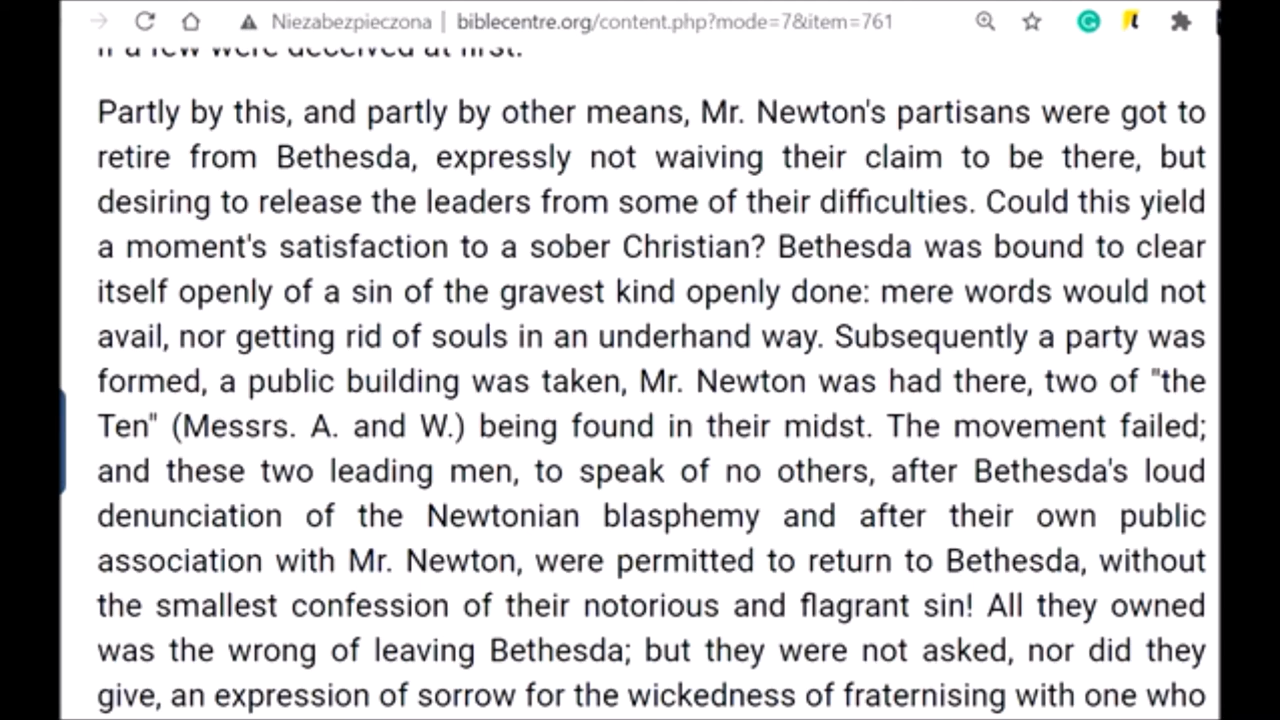 Niezabezpieczona | biblecentre.org/content.php?mode=7&item=761
if a few were deceived at first.
Partly by this, and partly by other means, Mr. Newton's partisans were got to
retire from Bethesda, expressly not waiving their claim to be there, but
desiring to release the leaders from some of their difficulties. Could this yield
a moment's satisfaction to a sober Christian? Bethesda was bound to clear
itself openly of a sin of the gravest kind openly done: mere words would not
avail, nor getting rid of souls in an underhand way. Subsequently a party was
formed, a public building was taken, Mr. Newton was had there, two of "the
Ten" (Messrs. A. and W.) being found in their midst. The movement failed;
and these two leading men, to speak of no others, after Bethesda's loud
denunciation of the Newtonian blasphemy and after their own public
association with Mr. Newton, were permitted to return to Bethesda, without
the smallest confession of their notorious and flagrant sin! All they owned
was the wrong of leaving Bethesda; but they were not asked, nor did they
give, an expression of sorrow for the wickedness of fraternising with one who